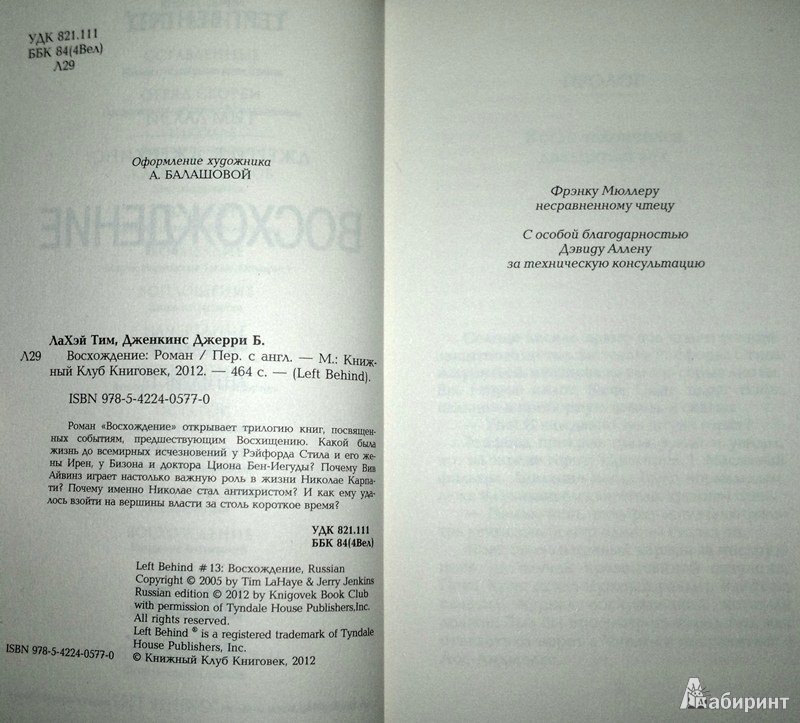 УДК 821.111
ББК 84(4Вел)
Л29
Оформление художника
А. БАЛАШОВОЙ
ЛаХэй Тим, Дженкинс Джерри Б.
Л29 Восхождение: Роман / Пер. с англ. — М.: Книж-
ный Клуб Книговек, 2012. — 464 с. — (Left Behind).
ISBN 978-5-4224-0577-0
Роман «Восхождение» открывает трилогию книг, посвящен-
ных событиям, предшествующим Восхищению. Какой была
жизнь до всемирных исчезновений у Рэйфорда Стила и его же-
ны Ирен, у Бизона и доктора Циона Бен-Иегуды? Почему Вив
Айвинз играет настолько важную роль в жизни Николае Карпа-
ти? Почему именно Николае стал антихристом? И как ему уда-
лось взойти на вершины власти за столь короткое время?
УДК 821.111
ББК 84(4Вел)
Left Behind #13: Восхождение, Russian
Copyright © 2005 by Tim LaHaye & Jerry Jenkins
Russian edition © 2012 by Knigovek Book Club
with permission of Tyndale House Publishers,Inc.
All rights reserved.
Left Behind ® is a registered trademark of Tyndale
House Publishers, Inc.
ISBN 978-5-4224-0577-0 © Книжный Клуб Книговек, 2012
Фрэнку Мюллеру
несравненному чтецу
С особой благодарностью
Дэвиду Аллену
за техническую консультацию
Лабиринт